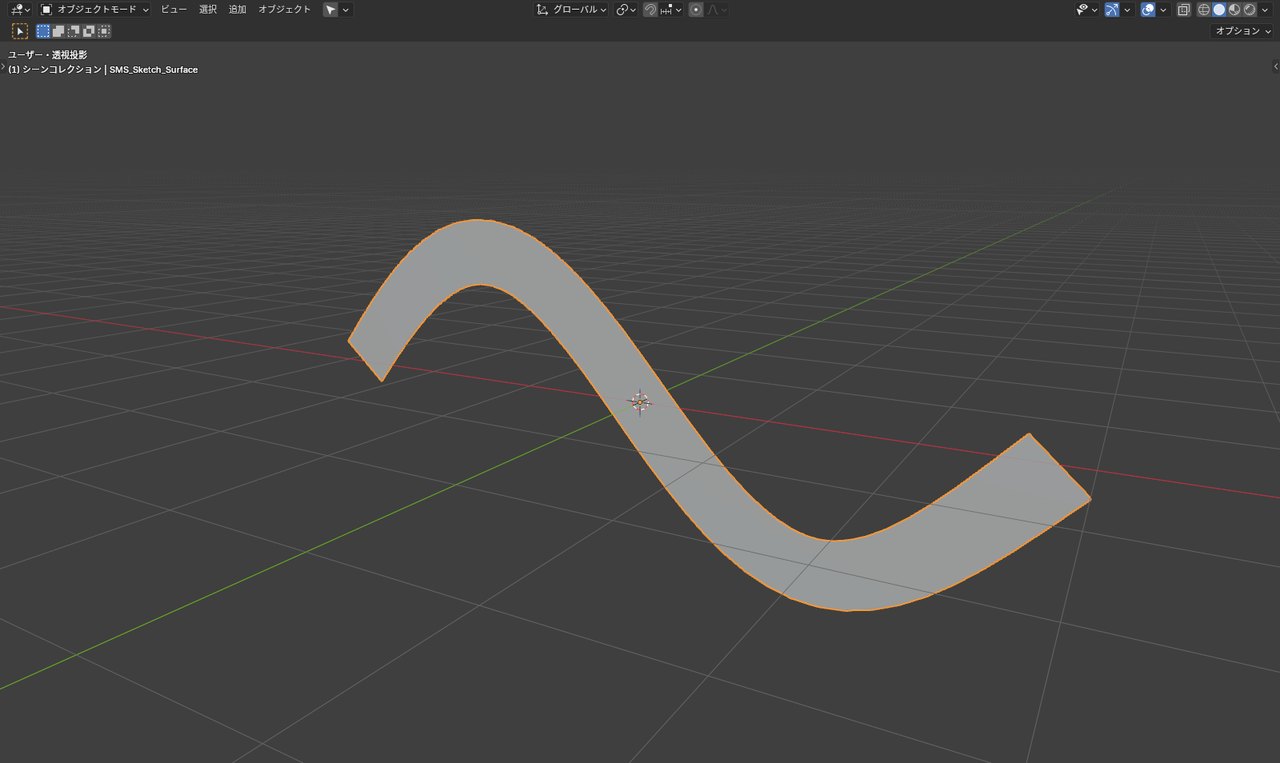 オブジェクトモード ビュー 選択 追加 オブジェクト グローバル
オプション
ユーザー・透視投影
(1) シーンコレクション | SMS_Sketch_Surface